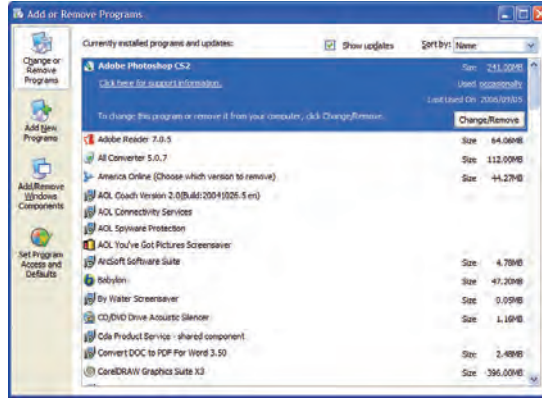 Add or Remove Programs
Change or
Remove
Programs
Add New
Programs
Add/Remove
Windows
Components
Set Program
Access and
Defaults
Currently installed programs and updates:
Show updates
Sort by: Name
Adobe Photoshop CS2 Size 241.00MB
Click here for support information. Used occasionally
Last Used On 2006/09/05
To change this program or remove it from your computer, click Change/Remove. Change/Remove
Adobe Reader 7.0.5 Size 64.06MB
All Converter 5.0.7 Size 112.00MB
America Online (Choose which version to remove) Size 44.27MB
AOL Coach Version 2.0(Build:20041026.5 en)
AOL Connectivity Services
AOL Spyware Protection
AOL You've Got Pictures Screensaver
ArcSoft Software Suite Size 4.78MB
Babylon Size 47.20MB
By Water Screensaver Size 0.05MB
CD/DVD Drive Acoustic Silencer Size 1.16MB
Cda Product Service - shared component
Convert DOC to PDF For Word 3.50 Size 2.48MB
CorelDRAW Graphics Suite X3 Size 396.00MB